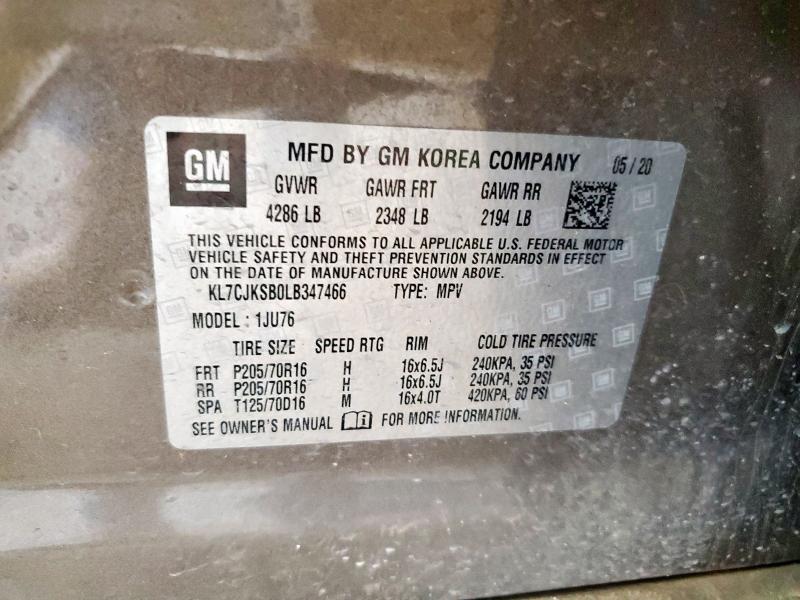 GM MFD BY GM KOREA COMPANY 05/20
GVWR GAWR FRT GAWR RR
4286 LB 2348 LB 2194 LB
THIS VEHICLE CONFORMS TO ALL APPLICABLE U.S. FEDERAL MOTOR
VEHICLE SAFETY AND THEFT PREVENTION STANDARDS IN EFFECT
ON THE DATE OF MANUFACTURE SHOWN ABOVE.
KL7CJKSB0LB347466 TYPE: MPV
MODEL : 1JU76
TIRE SIZE SPEED RTG RIM COLD TIRE PRESSURE
FRT P205/70R16 H 16x6.5J 240KPA, 35 PSI
RR P205/70R16 H 16x6.5J 240KPA, 35 PSI
SPA T125/70D16 M 16x4.0T 420KPA, 60 PSI
SEE OWNER'S MANUAL FOR MORE INFORMATION.